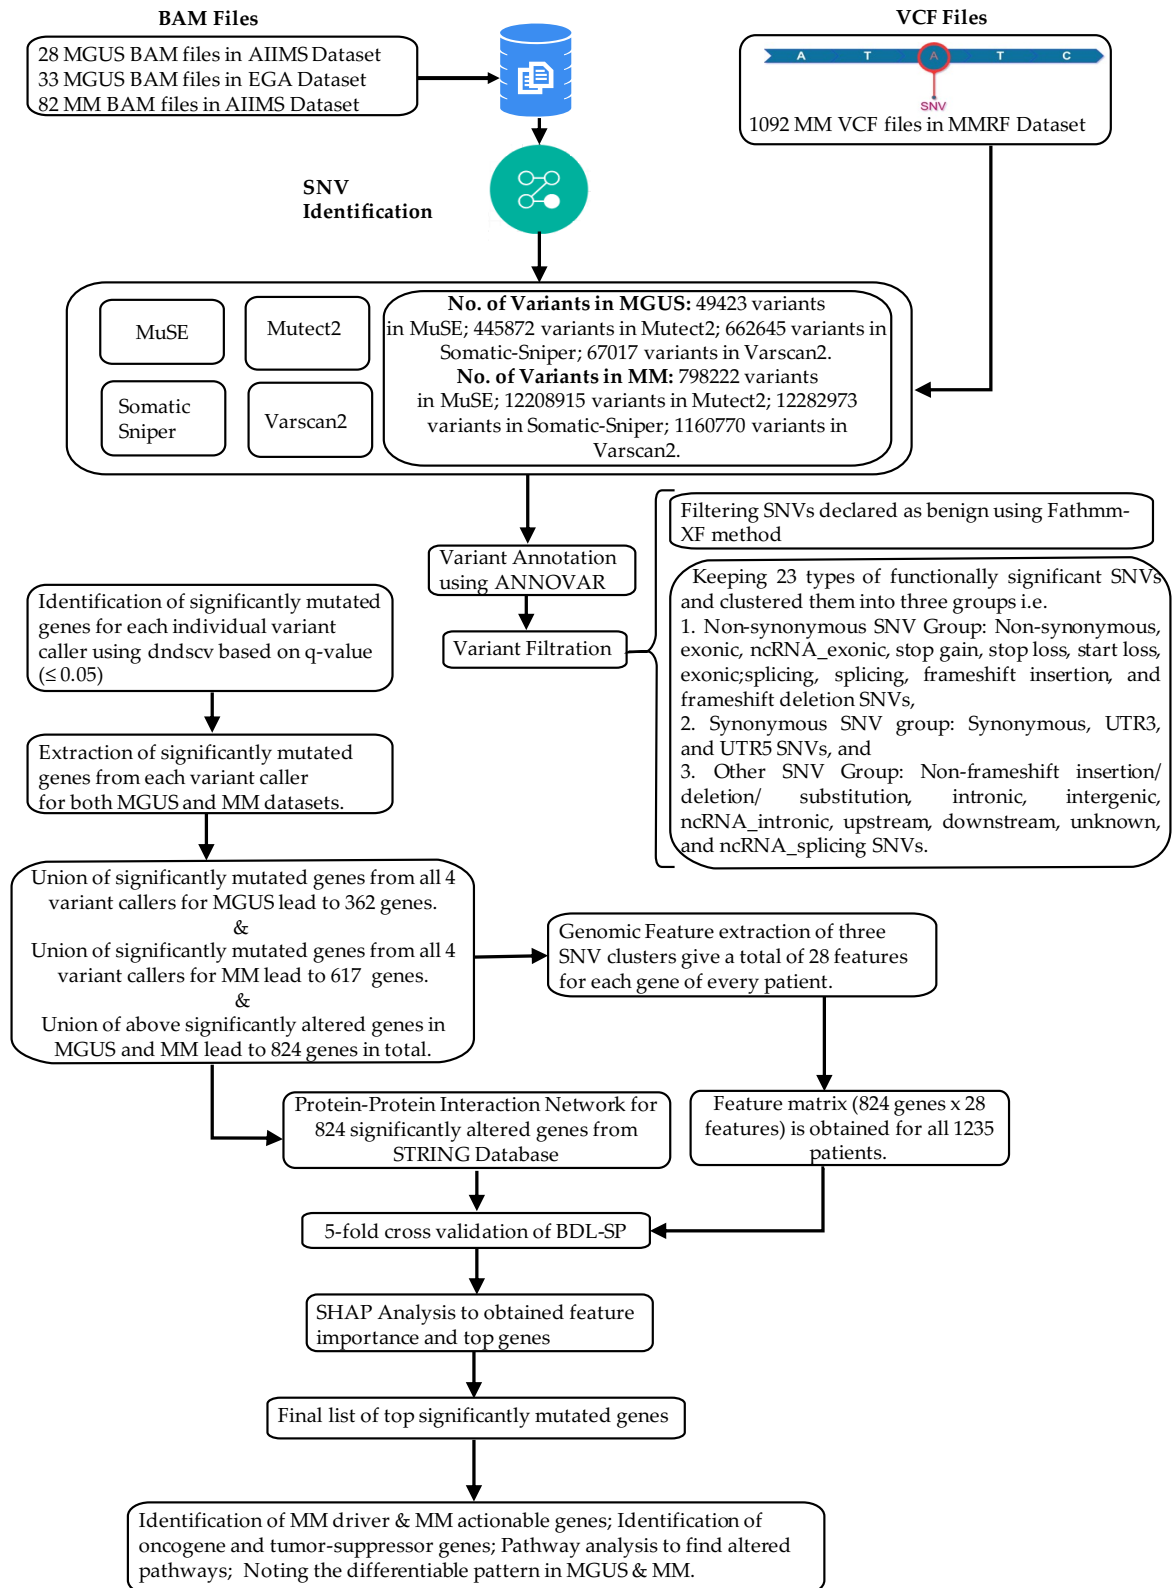 BAM Files
28 MGUS BAM files in AIIMS Dataset
33 MGUS BAM files in EGA Dataset
82 MM BAM files in AIIMS Dataset
VCF Files
A T A T C
SNV
1092 MM VCF files in MMRF Dataset
SNV
Identification
MuSE
Mutect2
Somatic
Sniper
Varscan2
No. of Variants in MGUS: 49423 variants
in MuSE; 445872 variants in Mutect2; 662645 variants in
Somatic-Sniper; 67017 variants in Varscan2.
No. of Variants in MM: 798222 variants
in MuSE; 12208915 variants in Mutect2; 12282973
variants in Somatic-Sniper; 1160770 variants in
Varscan2.
Variant Annotation
using ANNOVAR
Variant Filtration
Filtering SNVs declared as benign using Fathmm-
XF method
Keeping 23 types of functionally significant SNVs
and clustered them into three groups i.e.
1. Non-synonymous SNV Group: Non-synonymous,
exonic, ncRNA_exonic, stop gain, stop loss, start loss,
exonic;splicing, splicing, frameshift insertion, and
frameshift deletion SNVs,
2. Synonymous SNV group: Synonymous, UTR3,
and UTR5 SNVs, and
3. Other SNV Group: Non-frameshift insertion/
deletion/ substitution, intronic, intergenic,
ncRNA_intronic, upstream, downstream, unknown,
and ncRNA_splicing SNVs.
Identification of significantly mutated
genes for each individual variant
caller using dndscv based on q-value
(≤ 0.05)
Extraction of significantly mutated
genes from each variant caller
for both MGUS and MM datasets.
Union of significantly mutated genes from all 4
variant callers for MGUS lead to 362 genes.
&
Union of significantly mutated genes from all 4
variant callers for MM lead to 617 genes.
&
Union of above significantly altered genes in
MGUS and MM lead to 824 genes in total.
Genomic Feature extraction of three
SNV clusters give a total of 28 features
for each gene of every patient.
Protein-Protein Interaction Network for
824 significantly altered genes from
STRING Database
Feature matrix (824 genes x 28
features) is obtained for all 1235
patients.
5-fold cross validation of BDL-SP
SHAP Analysis to obtained feature
importance and top genes
Final list of top significantly mutated genes
Identification of MM driver & MM actionable genes; Identification of
oncogene and tumor-suppressor genes; Pathway analysis to find altered
pathways; Noting the differentiable pattern in MGUS & MM.